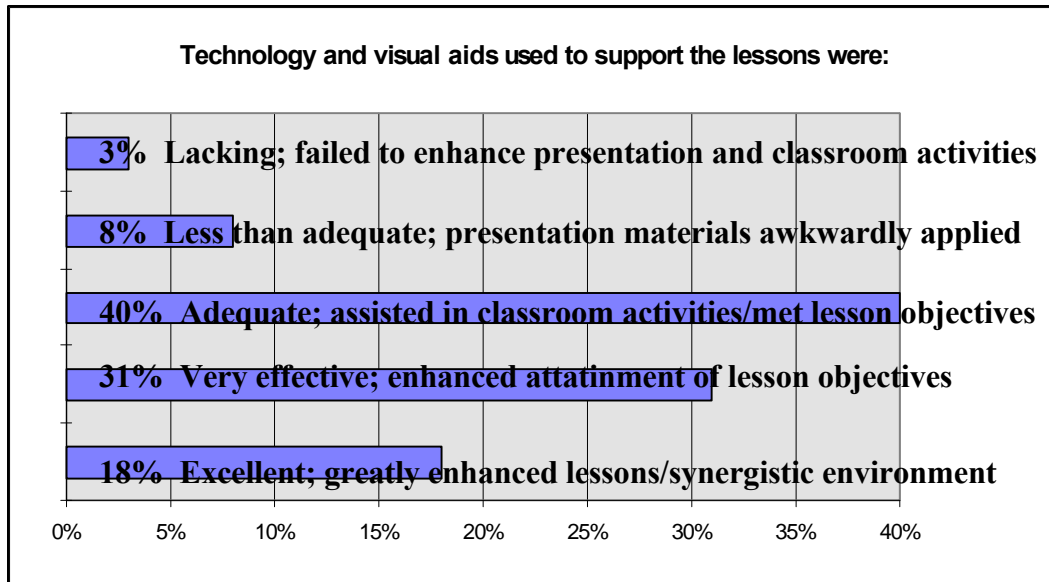 Technology and visual aids used to support the lessons were:
3% Lacking; failed to enhance presentation and classroom activities
8% Less than adequate; presentation materials awkwardly applied
40% Adequate; assisted in classroom activities/met lesson objectives
31% Very effective; enhanced attatinment of lesson objectives
18% Excellent; greatly enhanced lessons/synergistic environment
0% 5% 10% 15% 20% 25% 30% 35% 40%